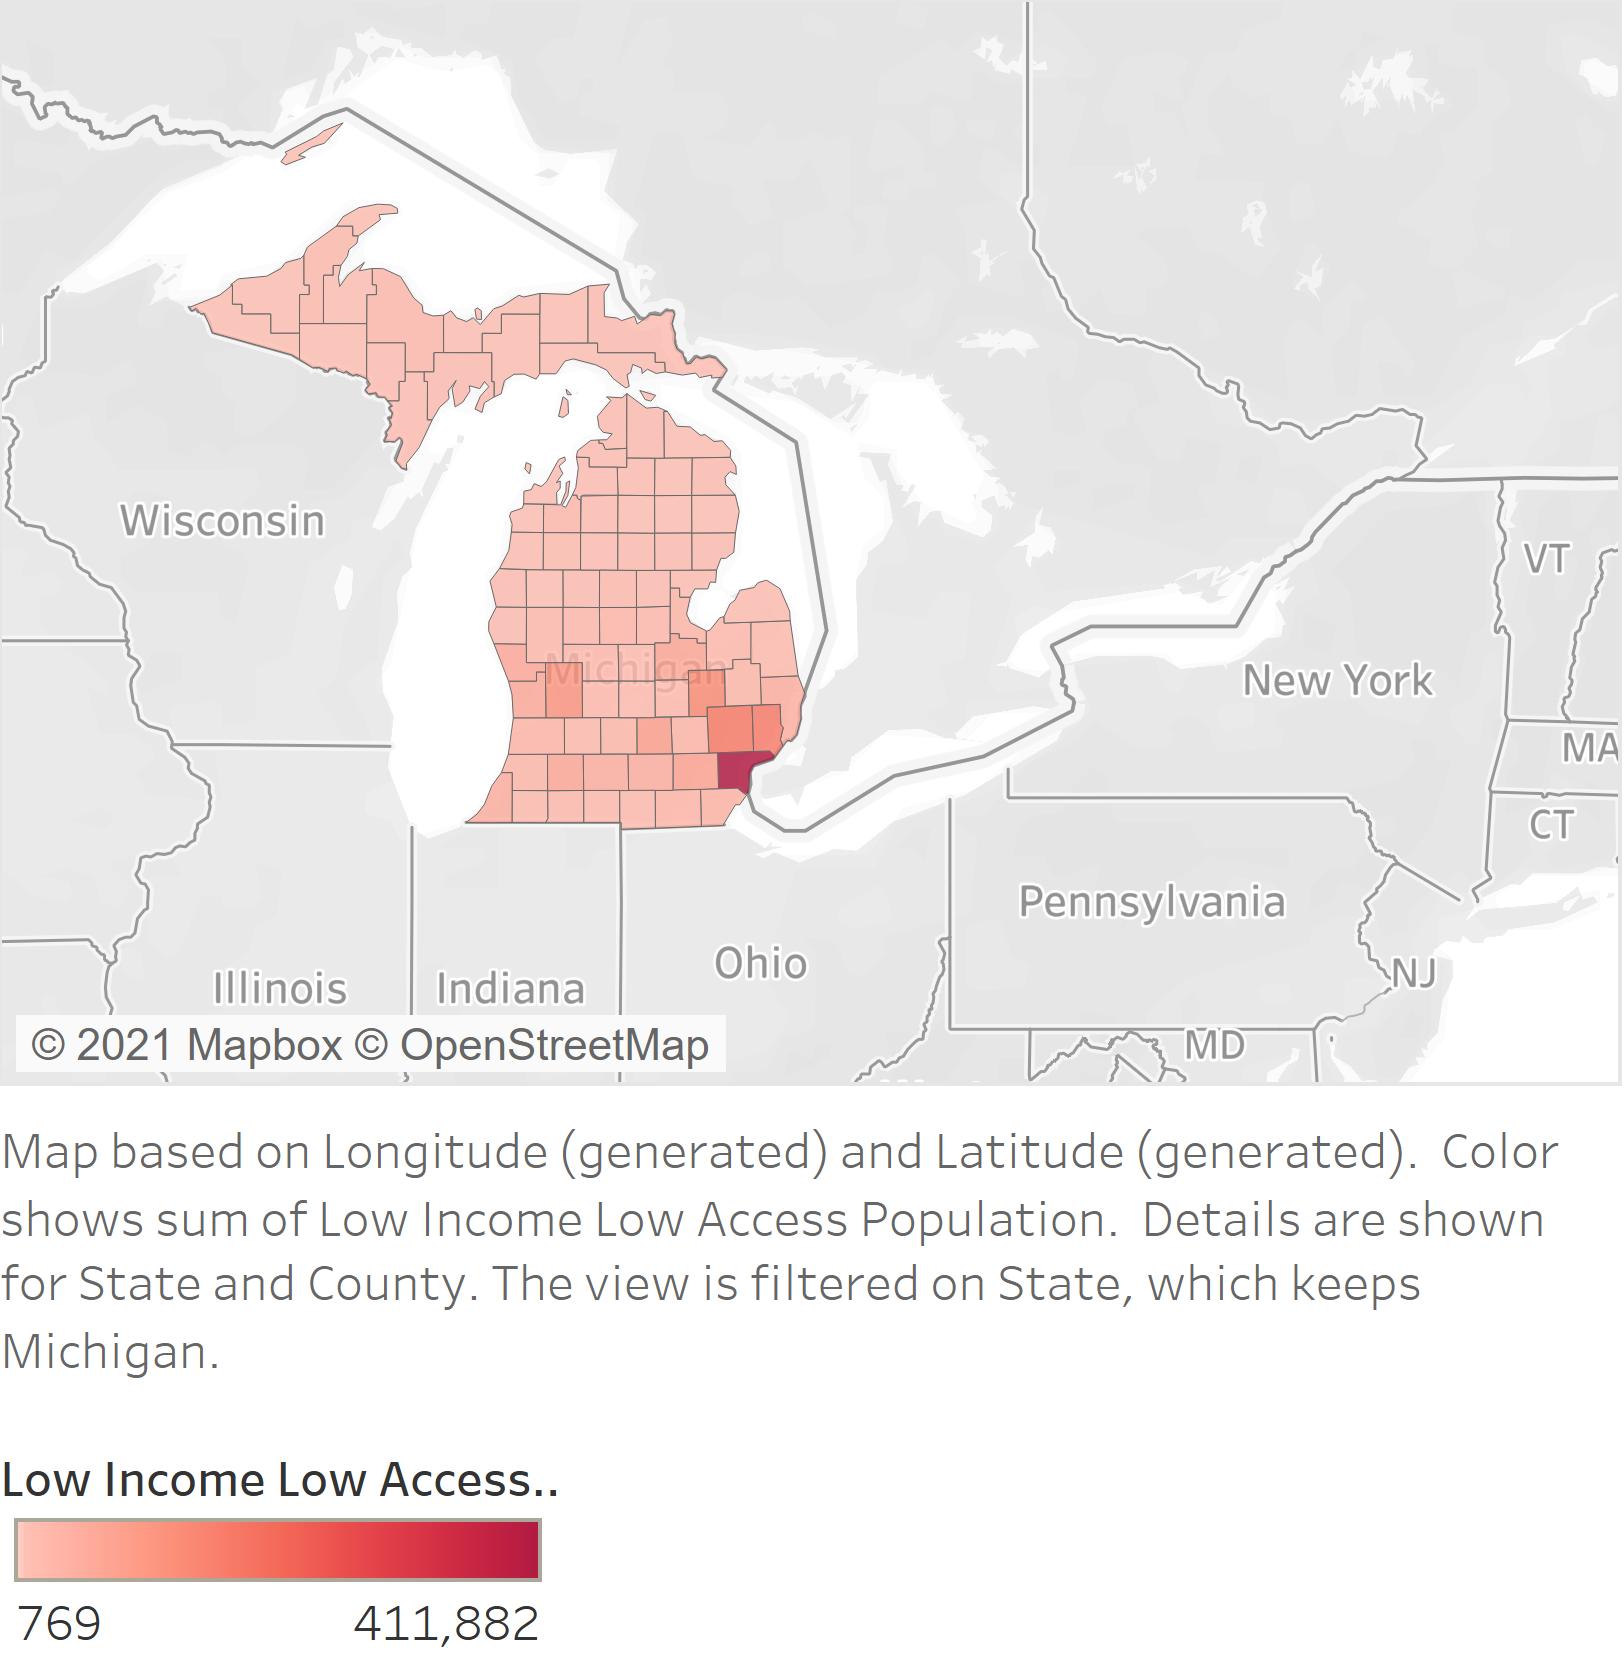 Wisconsin
VT
Michigan
New York
MA
CT
Pennsylvania
Ohio
NJ
Illinois
Indiana
MD
© 2021 Mapbox © OpenStreetMap
Map based on Longitude (generated) and Latitude (generated).  Color
shows sum of Low Income Low Access Population.  Details are shown
for State and County. The view is filtered on State, which keeps
Michigan.
Low Income Low Access..
769
411,882